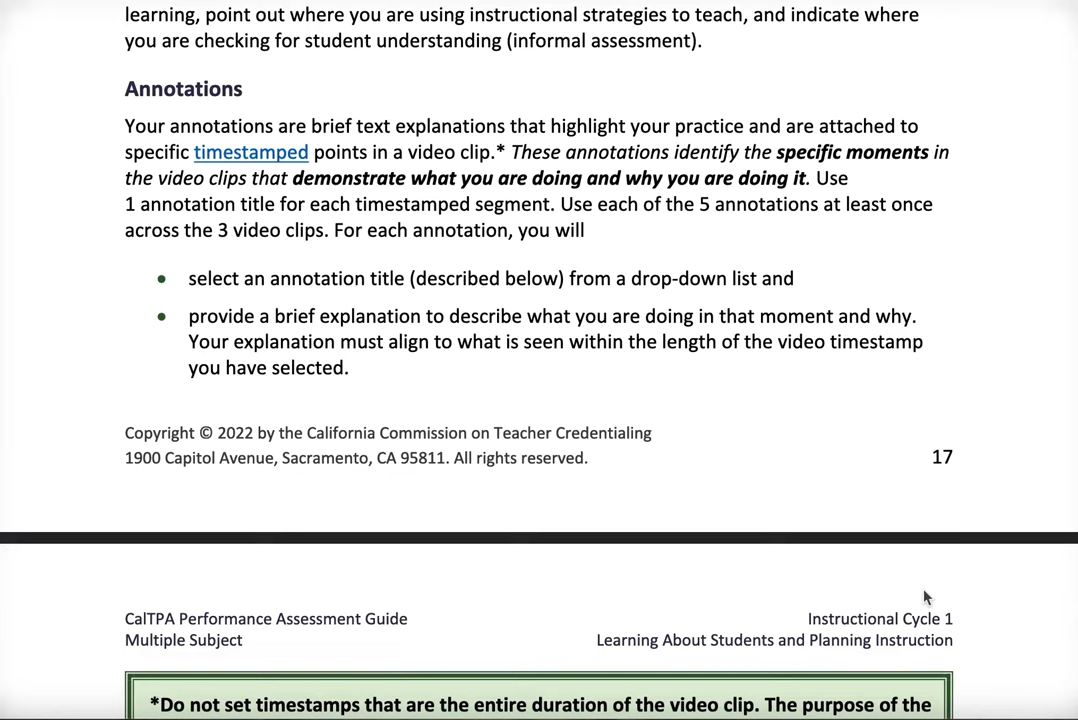 learning, point out where you are using instructional strategies to teach, and indicate where
you are checking for student understanding (informal assessment).
Annotations
Your annotations are brief text explanations that highlight your practice and are attached to
specific timestamped points in a video clip.* These annotations identify the specific moments in
the video clips that demonstrate what you are doing and why you are doing it. Use
1 annotation title for each timestamped segment. Use each of the 5 annotations at least once
across the 3 video clips. For each annotation, you will
• select an annotation title (described below) from a drop-down list and
• provide a brief explanation to describe what you are doing in that moment and why.
Your explanation must align to what is seen within the length of the video timestamp
you have selected.
Copyright © 2022 by the California Commission on Teacher Credentialing
1900 Capitol Avenue, Sacramento, CA 95811. All rights reserved.
17
CalTPA Performance Assessment Guide
Instructional Cycle 1
Multiple Subject
Learning About Students and Planning Instruction
*Do not set timestamps that are the entire duration of the video clip. The purpose of the